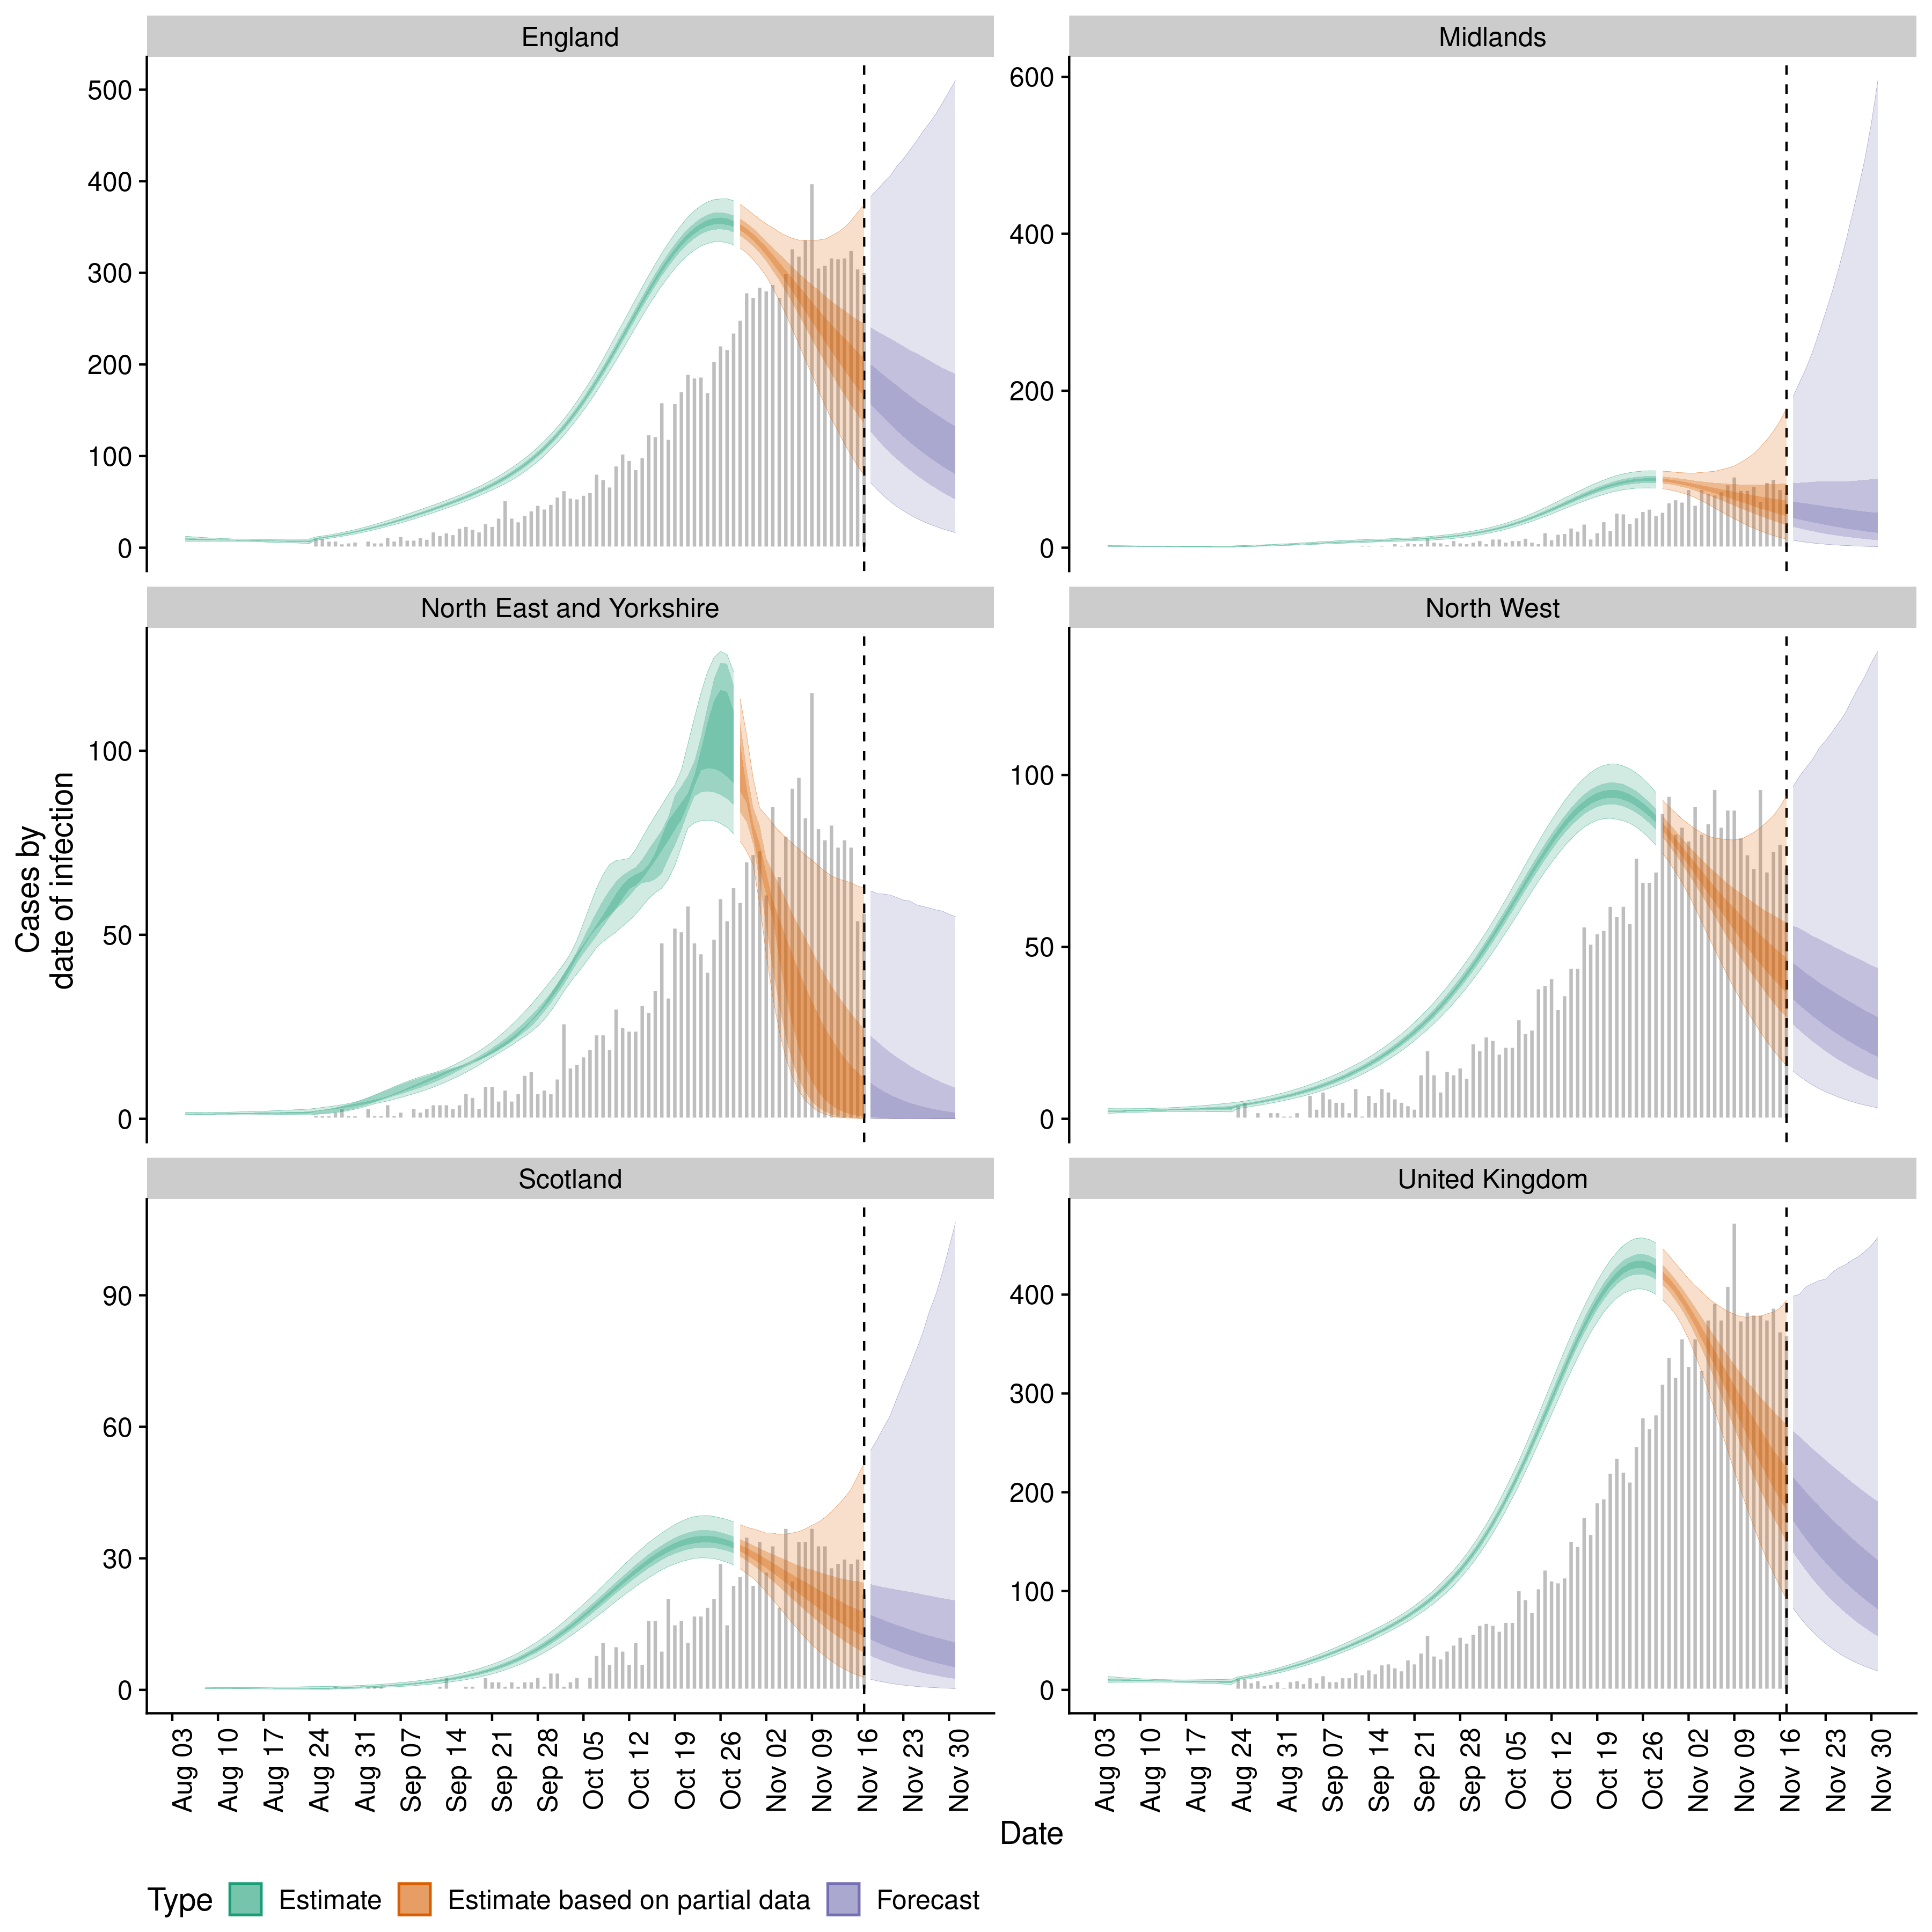 England
Midlands
500
400
300
200
100
0
600
400
200
0
North East and Yorkshire
North West
100
50
0
100
50
0
Cases by
date of infection
Scotland
United Kingdom
90
60
30
0
400
300
200
100
0
Aug 03 Aug 10 Aug 17 Aug 24 Aug 31 Sep 07 Sep 14 Sep 21 Sep 28 Oct 05 Oct 12 Oct 19 Oct 26 Nov 02 Nov 09 Nov 16 Nov 23 Nov 30
Aug 03 Aug 10 Aug 17 Aug 24 Aug 31 Sep 07 Sep 14 Sep 21 Sep 28 Oct 05 Oct 12 Oct 19 Oct 26 Nov 02 Nov 09 Nov 16 Nov 23 Nov 30
Date
Type Estimate Estimate based on partial data Forecast